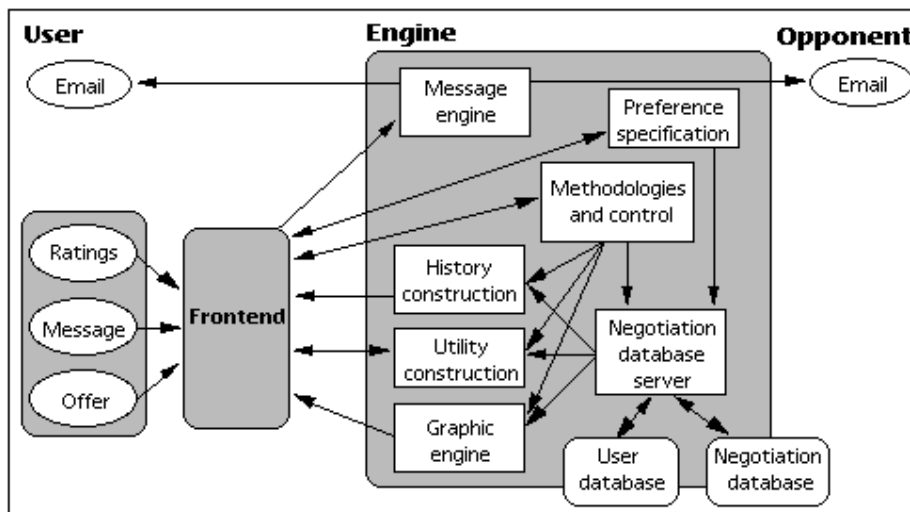 User
Engine
Opponent
Email
Message
engine
Email
Preference
specification
Methodologies
and control
Ratings
History
construction
Frontend
Message
Negotiation
database
server
Utility
construction
Offer
Graphic
engine
User
database
Negotiation
database